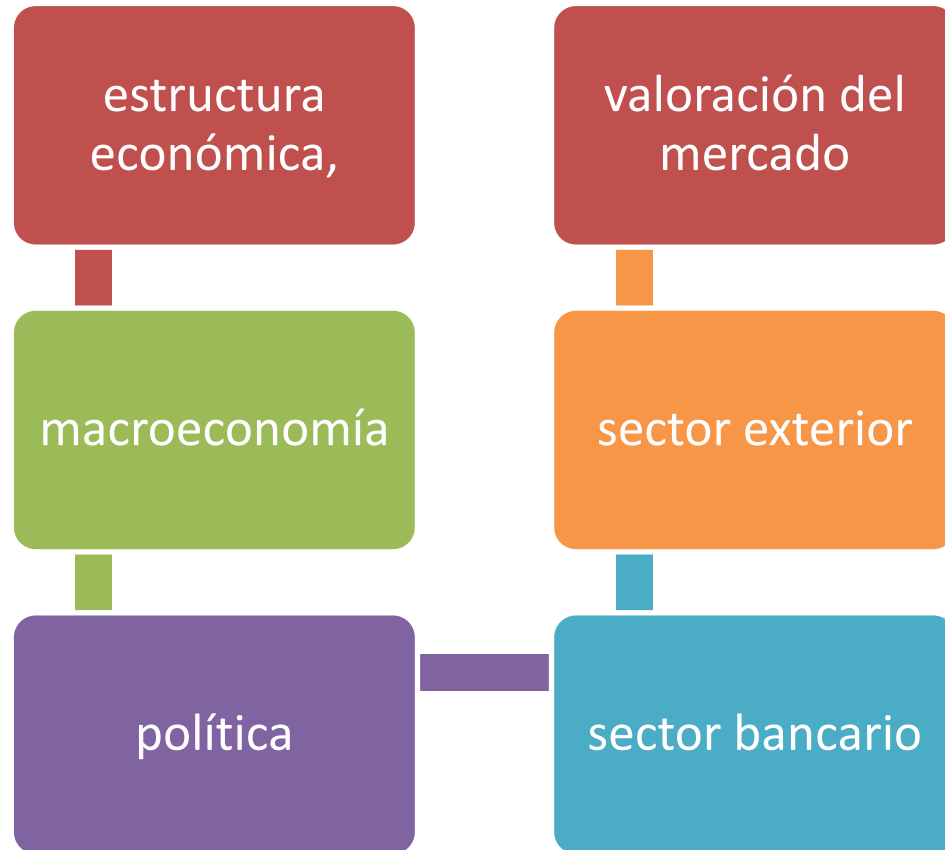 estructura
económica,
macroeconomía
política
sector bancario
sector exterior
valoración del
mercado